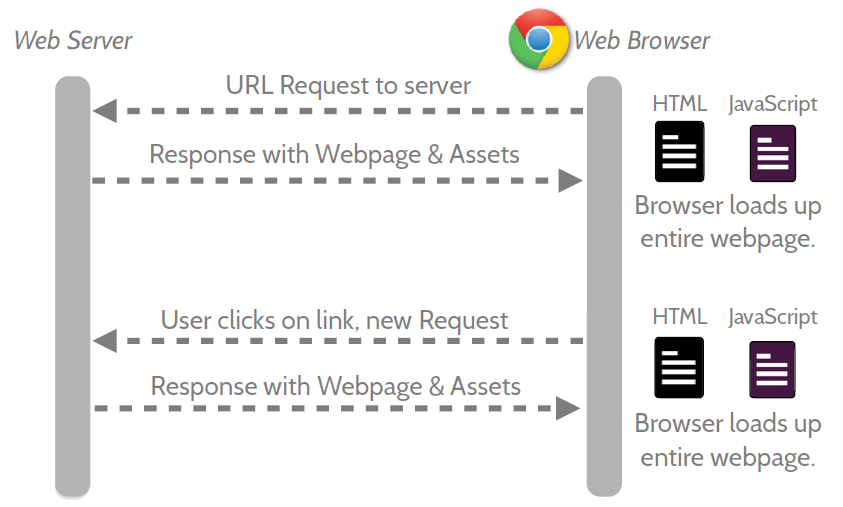 Web Server
Web Browser
URL Request to server
HTML JavaScript
Response with Webpage & Assets
Browser loads up
entire webpage.
User clicks on link, new Request
HTML JavaScript
Response with Webpage & Assets
Browser loads up
entire webpage.